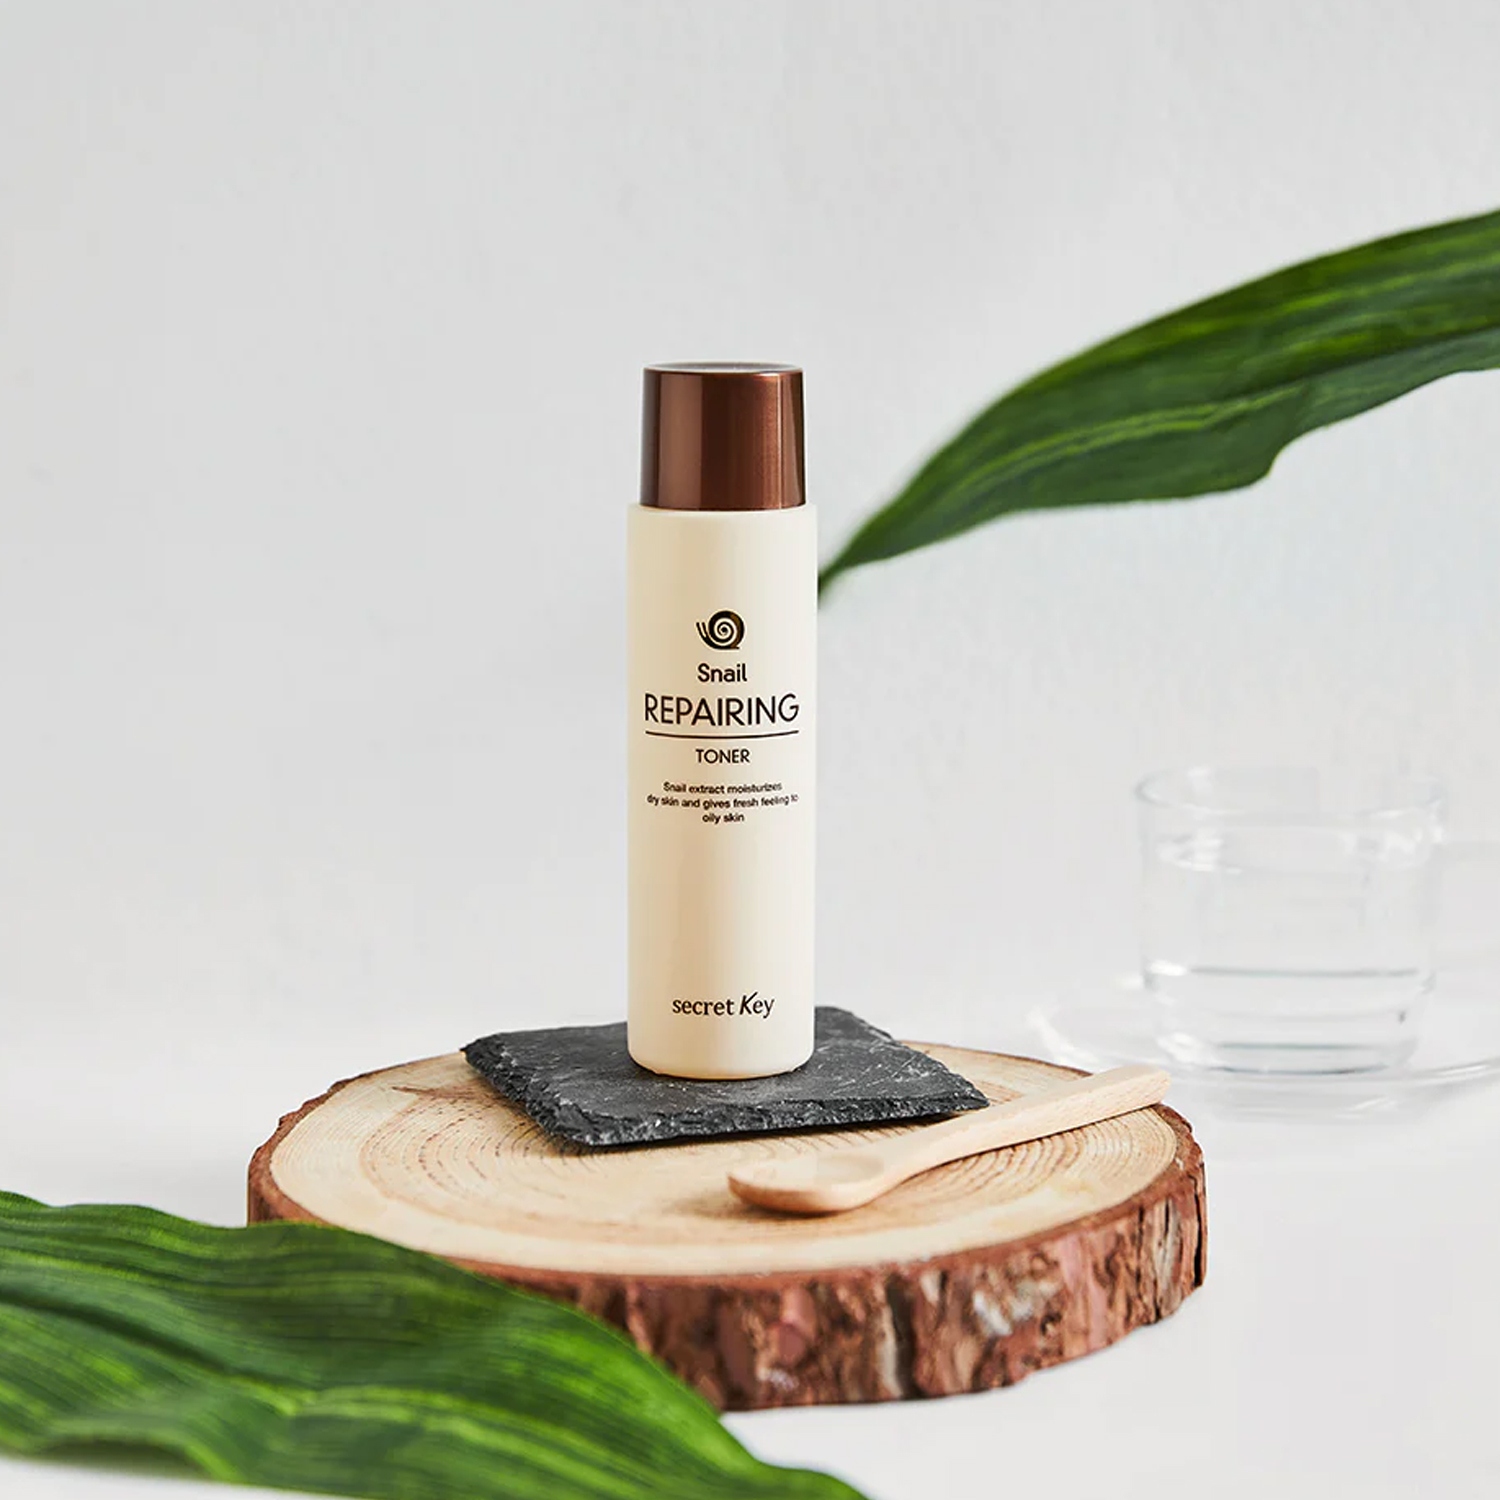 Snail
REPAIRING
TONER
Snail extract moisturizes
dry skin and gives fresh feeling to
oily skin
secret Key